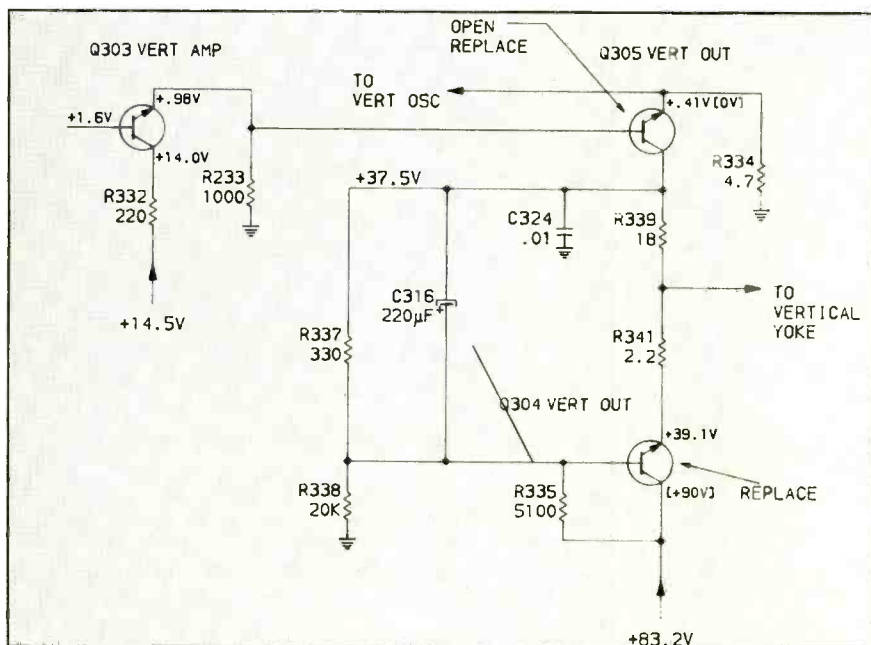 OPEN
REPLACE
Q303 VERT AMP
Q305 VERT OUT
TO
VERT OSC
+.98V
+.41V[0V]
+1.6V
+14.0V
R332
220
R233
1000
+37.5V
R334
4.7
C324
.01
R339
18
C316
220µF
+
+14.5V
TO
VERTICAL
YOKE
R337
330
R341
2.2
Q304 VERT OUT
+39.1V
R338
20K
R335
5100
[+90V]
REPLACE
+83.2V